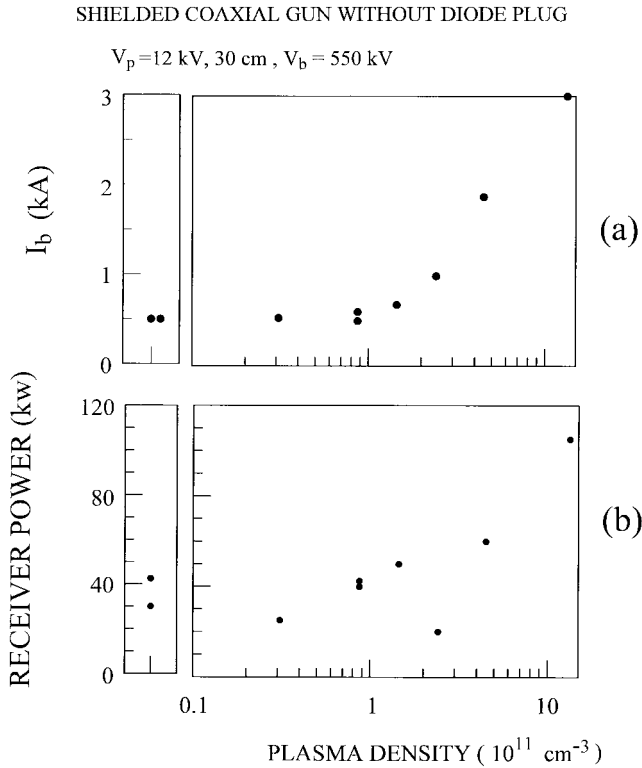 SHIELDED COAXIAL GUN WITHOUT DIODE PLUG
V_p =12 kV, 30 cm , V_b = 550 kV
3
2
1
0
I_b (kA)
(a)
120
80
40
0
RECEIVER POWER (kw)
(b)
0.1 1 10
PLASMA DENSITY ( 10^11 cm^-3)